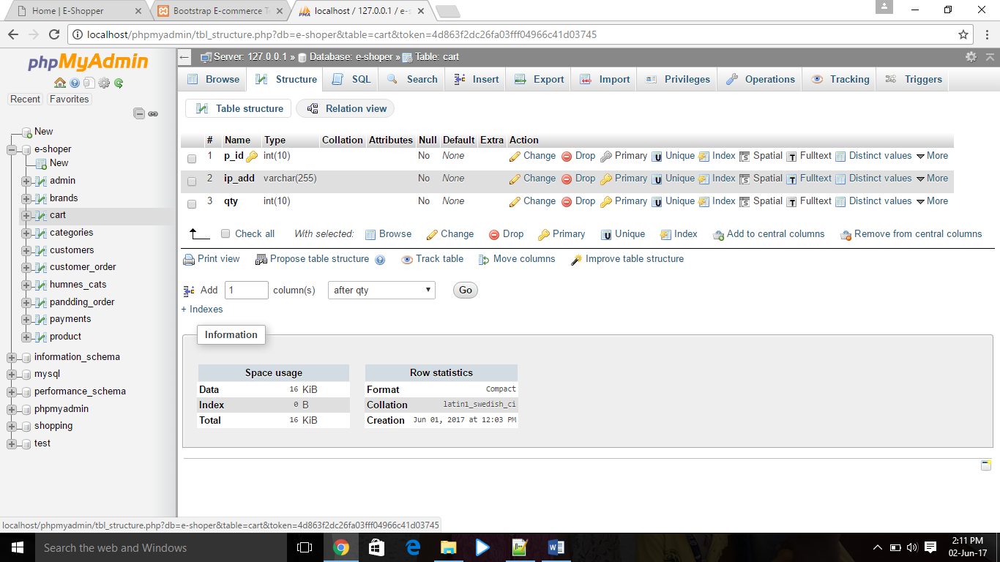 Home | E-Shopper
Bootstrap E-commerce Te
localhost / 127.0.0.1 / e-s
localhost/phpmyadmin/tbl_structure.php?db=e-shoper&table=cart&token=4d863f2dc26fa03fff04966c41d03745
phpMyAdmin
Recent Favorites
New
e-shoper
New
admin
brands
cart
categories
customers
customer_order
humnes_cats
pandding_order
payments
product
information_schema
mysql
performance_schema
phpmyadmin
shopping
test
Server: 127.0.0.1 » Database: e-shoper » Table: cart
Browse Structure SQL Search Insert Export Import Privileges Operations Tracking Triggers
Table structure Relation view
# Name Type Collation Attributes Null Default Extra Action
1 p_id int(10) No None Change Drop Primary Unique Index Spatial Fulltext Distinct values More
2 ip_add varchar(255) No None Change Drop Primary Unique Index Spatial Fulltext Distinct values More
3 qty int(10) No None Change Drop Primary Unique Index Spatial Fulltext Distinct values More
Check all With selected: Browse Change Drop Primary Unique Index Add to central columns Remove from central columns
Print view Propose table structure Track table Move columns Improve table structure
Add 1 column(s) after qty Go
+ Indexes
Information
Space usage
Data 16 KiB
Index 0 B
Total 16 KiB
Row statistics
Format Compact
Collation latin1_swedish_ci
Creation Jun 01, 2017 at 12:03 PM
localhost/phpmyadmin/tbl_structure.php?db=e-shoper&table=cart&token=4d863f2dc26fa03fff04966c41d03745
Search the web and Windows
2:11 PM
02-Jun-17